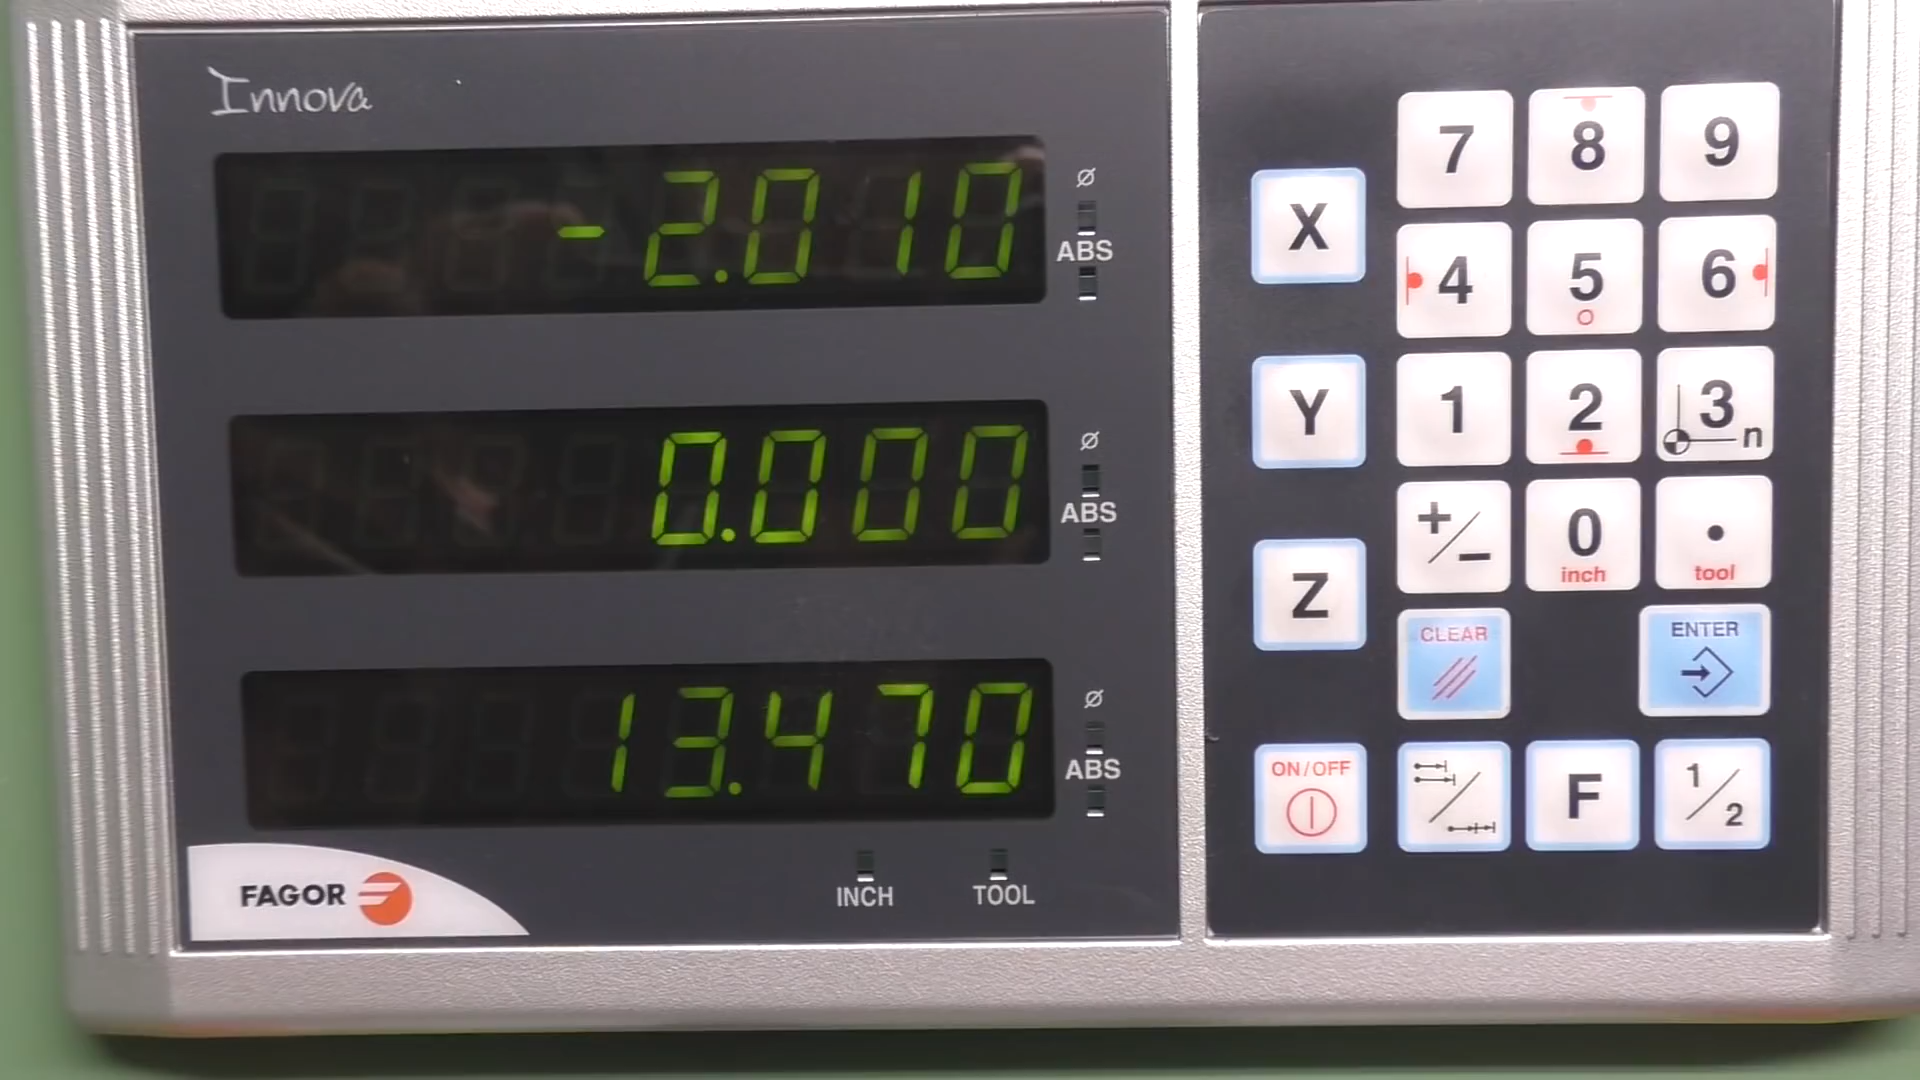 Innova
-2.010
Ø
ABS
0.000
Ø
ABS
13.470
Ø
ABS
FAGOR
INCH
TOOL
X
Y
Z
7
8
9
4
5
6
1
2
3 n
+/-
0
inch
.
tool
CLEAR
ENTER
ON/OFF
F
1/2